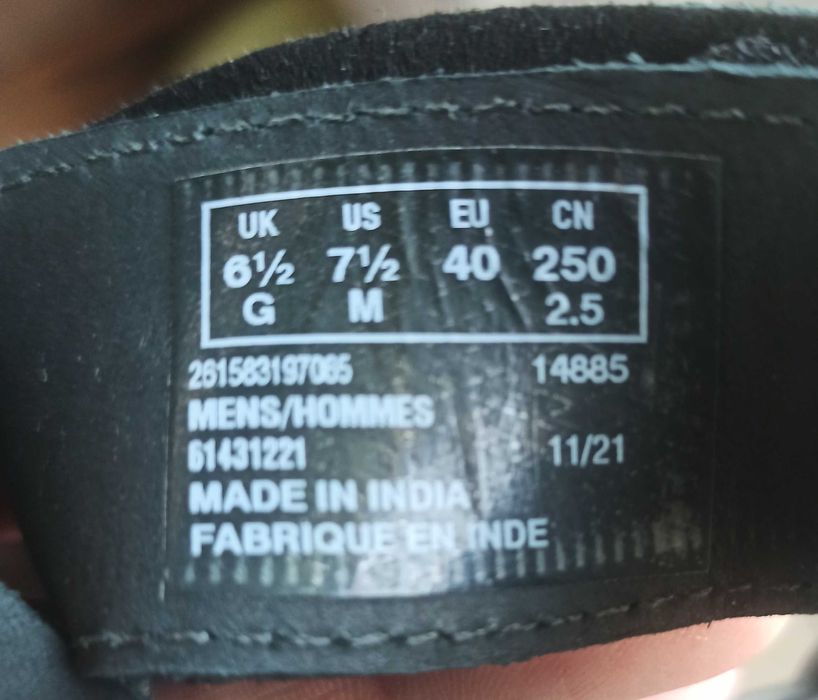 UK US EU CN
6½ 7½ 40 250
G M 2.5
261583197065 14885
MENS/HOMMES
61431221 11/21
MADE IN INDIA
FABRIQUE EN INDE